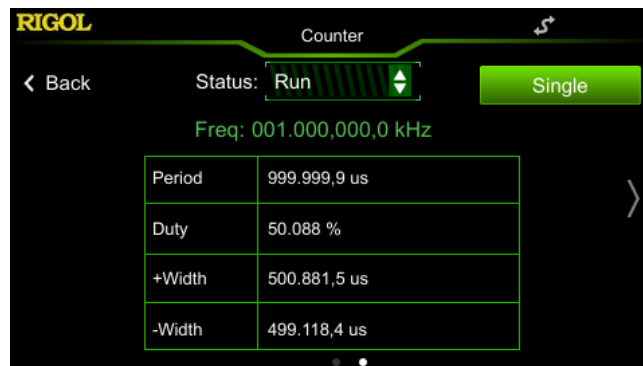 RIGOL
Counter
Back
Status: Run
Single
Freq: 001.000,000,0 kHz
Period 999.999,9 us
Duty 50.088 %
+Width 500.881,5 us
-Width 499.118,4 us